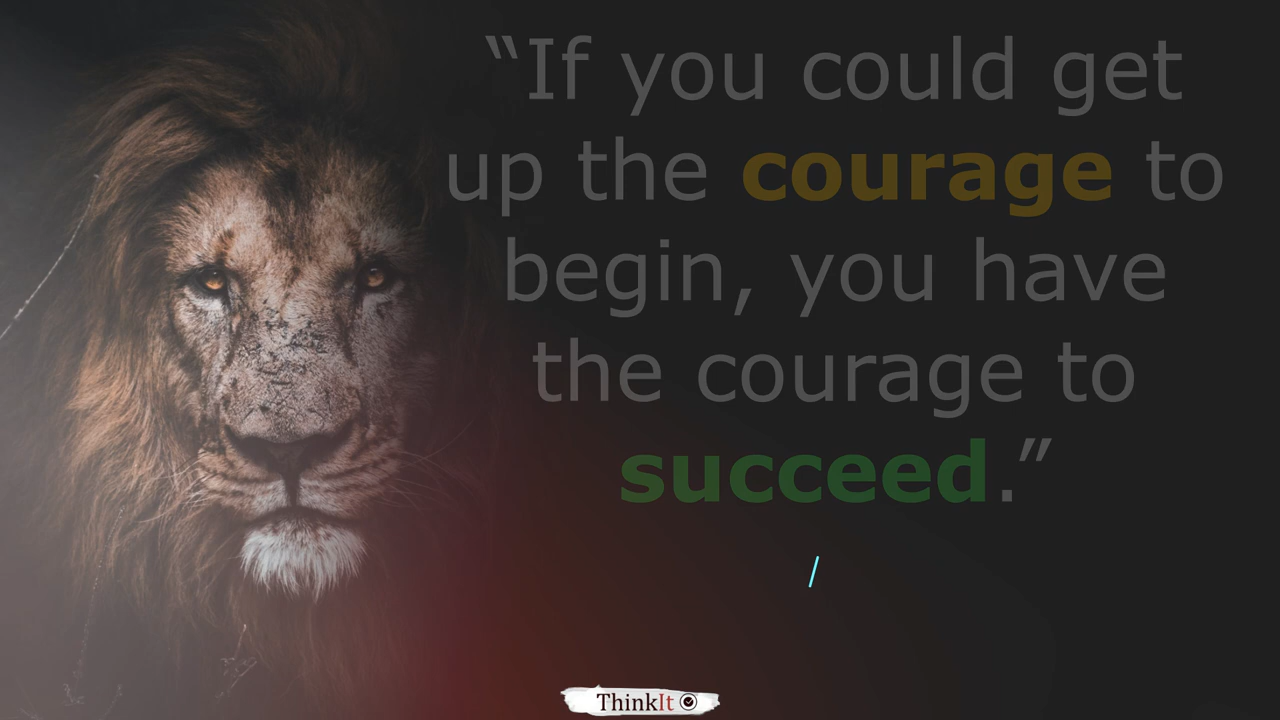 “If you could get
up the courage to
begin, you have
the courage to
succeed.”
ThinkIt